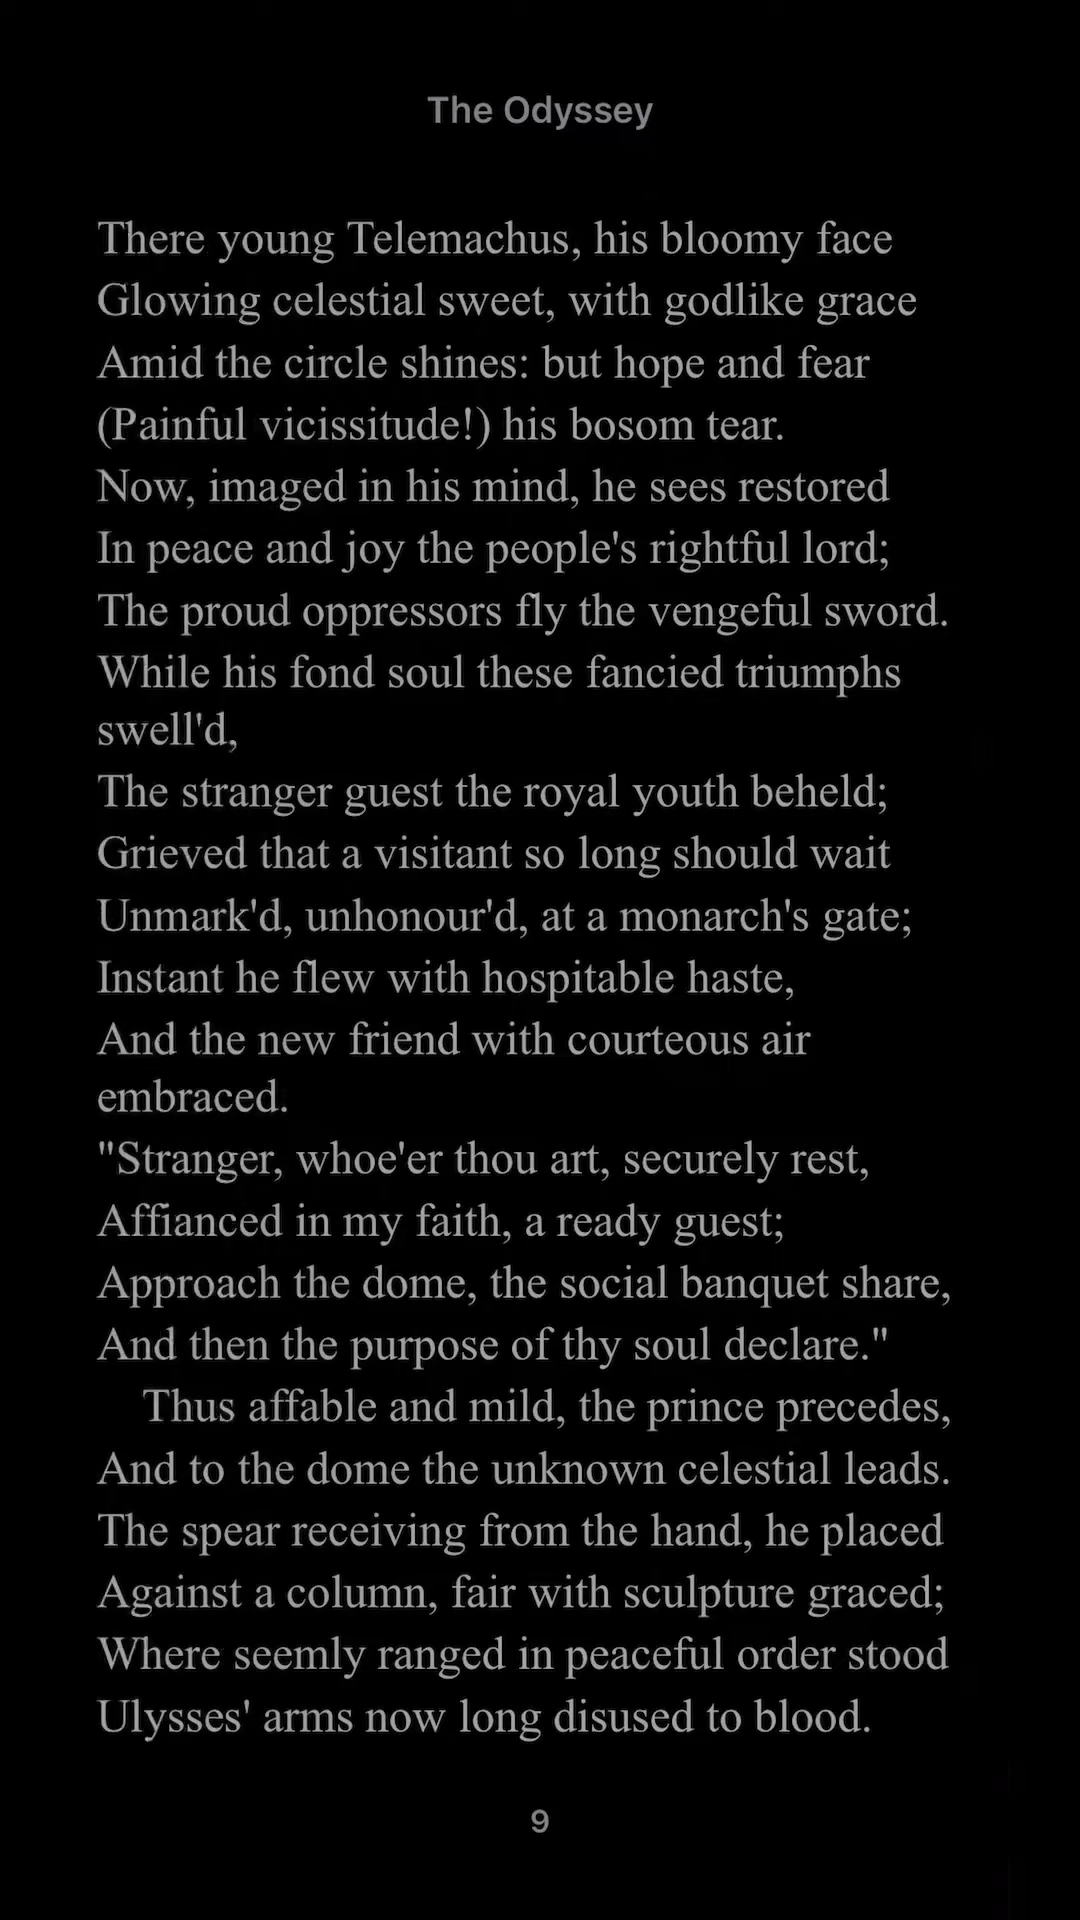 The Odyssey
There young Telemachus, his bloomy face
Glowing celestial sweet, with godlike grace
Amid the circle shines: but hope and fear
(Painful vicissitude!) his bosom tear.
Now, imaged in his mind, he sees restored
In peace and joy the people's rightful lord;
The proud oppressors fly the vengeful sword.
While his fond soul these fancied triumphs
swell'd,
The stranger guest the royal youth beheld;
Grieved that a visitant so long should wait
Unmark'd, unhonour'd, at a monarch's gate;
Instant he flew with hospitable haste,
And the new friend with courteous air
embraced.
"Stranger, whoe'er thou art, securely rest,
Affianced in my faith, a ready guest;
Approach the dome, the social banquet share,
And then the purpose of thy soul declare."
Thus affable and mild, the prince precedes,
And to the dome the unknown celestial leads.
The spear receiving from the hand, he placed
Against a column, fair with sculpture graced;
Where seemly ranged in peaceful order stood
Ulysses' arms now long disused to blood.
9